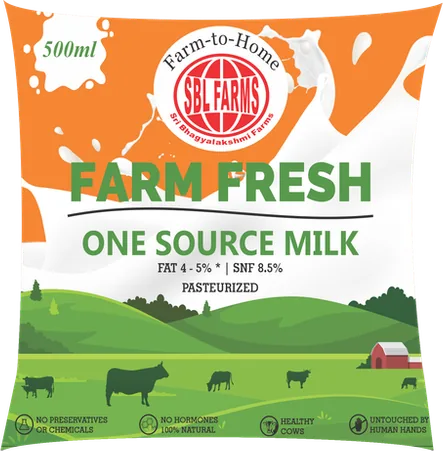 500ml
Farm-to-Home
SBL FARMS
Sri Bhagyalakshmi Farms
FARM FRESH
ONE SOURCE MILK
FAT 4 - 5% * | SNF 8.5%
PASTEURIZED
NO PRESERVATIVES
OR CHEMICALS
NO HORMONES
100% NATURAL
HEALTHY
COWS
UNTOUCHED BY
HUMAN HANDS